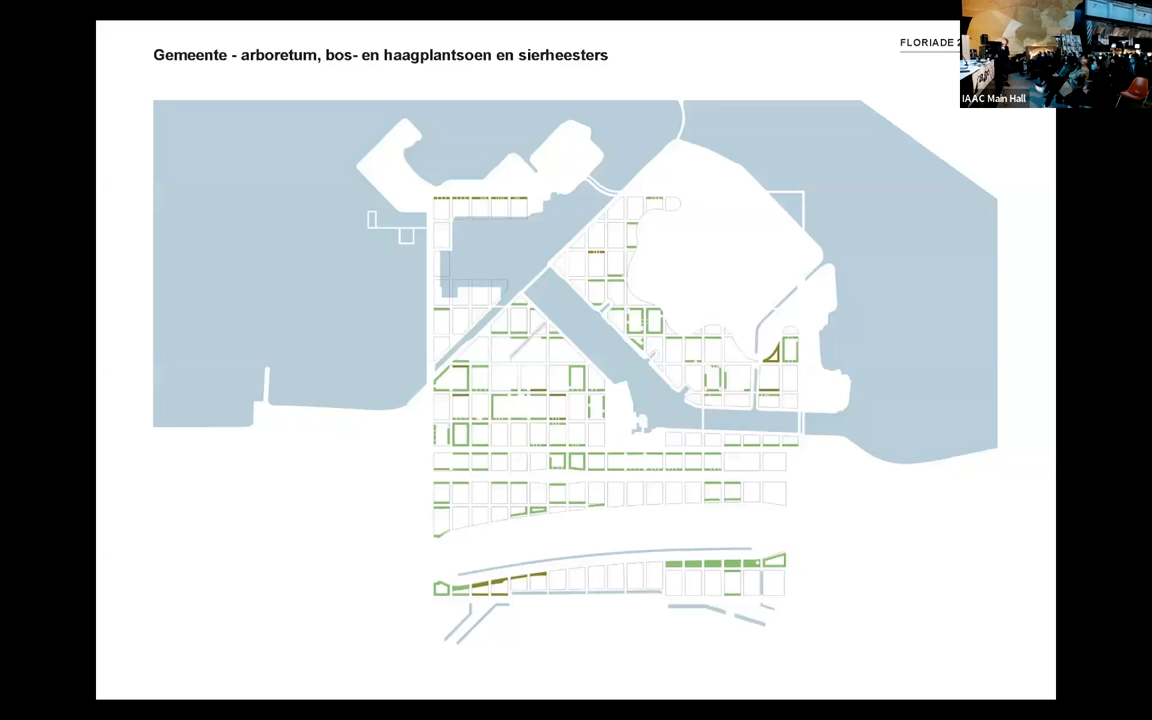 Gemeente - arboretum, bos- en haagplantsoen en sierheesters
FLORIADE 2
IAAC Main Hall